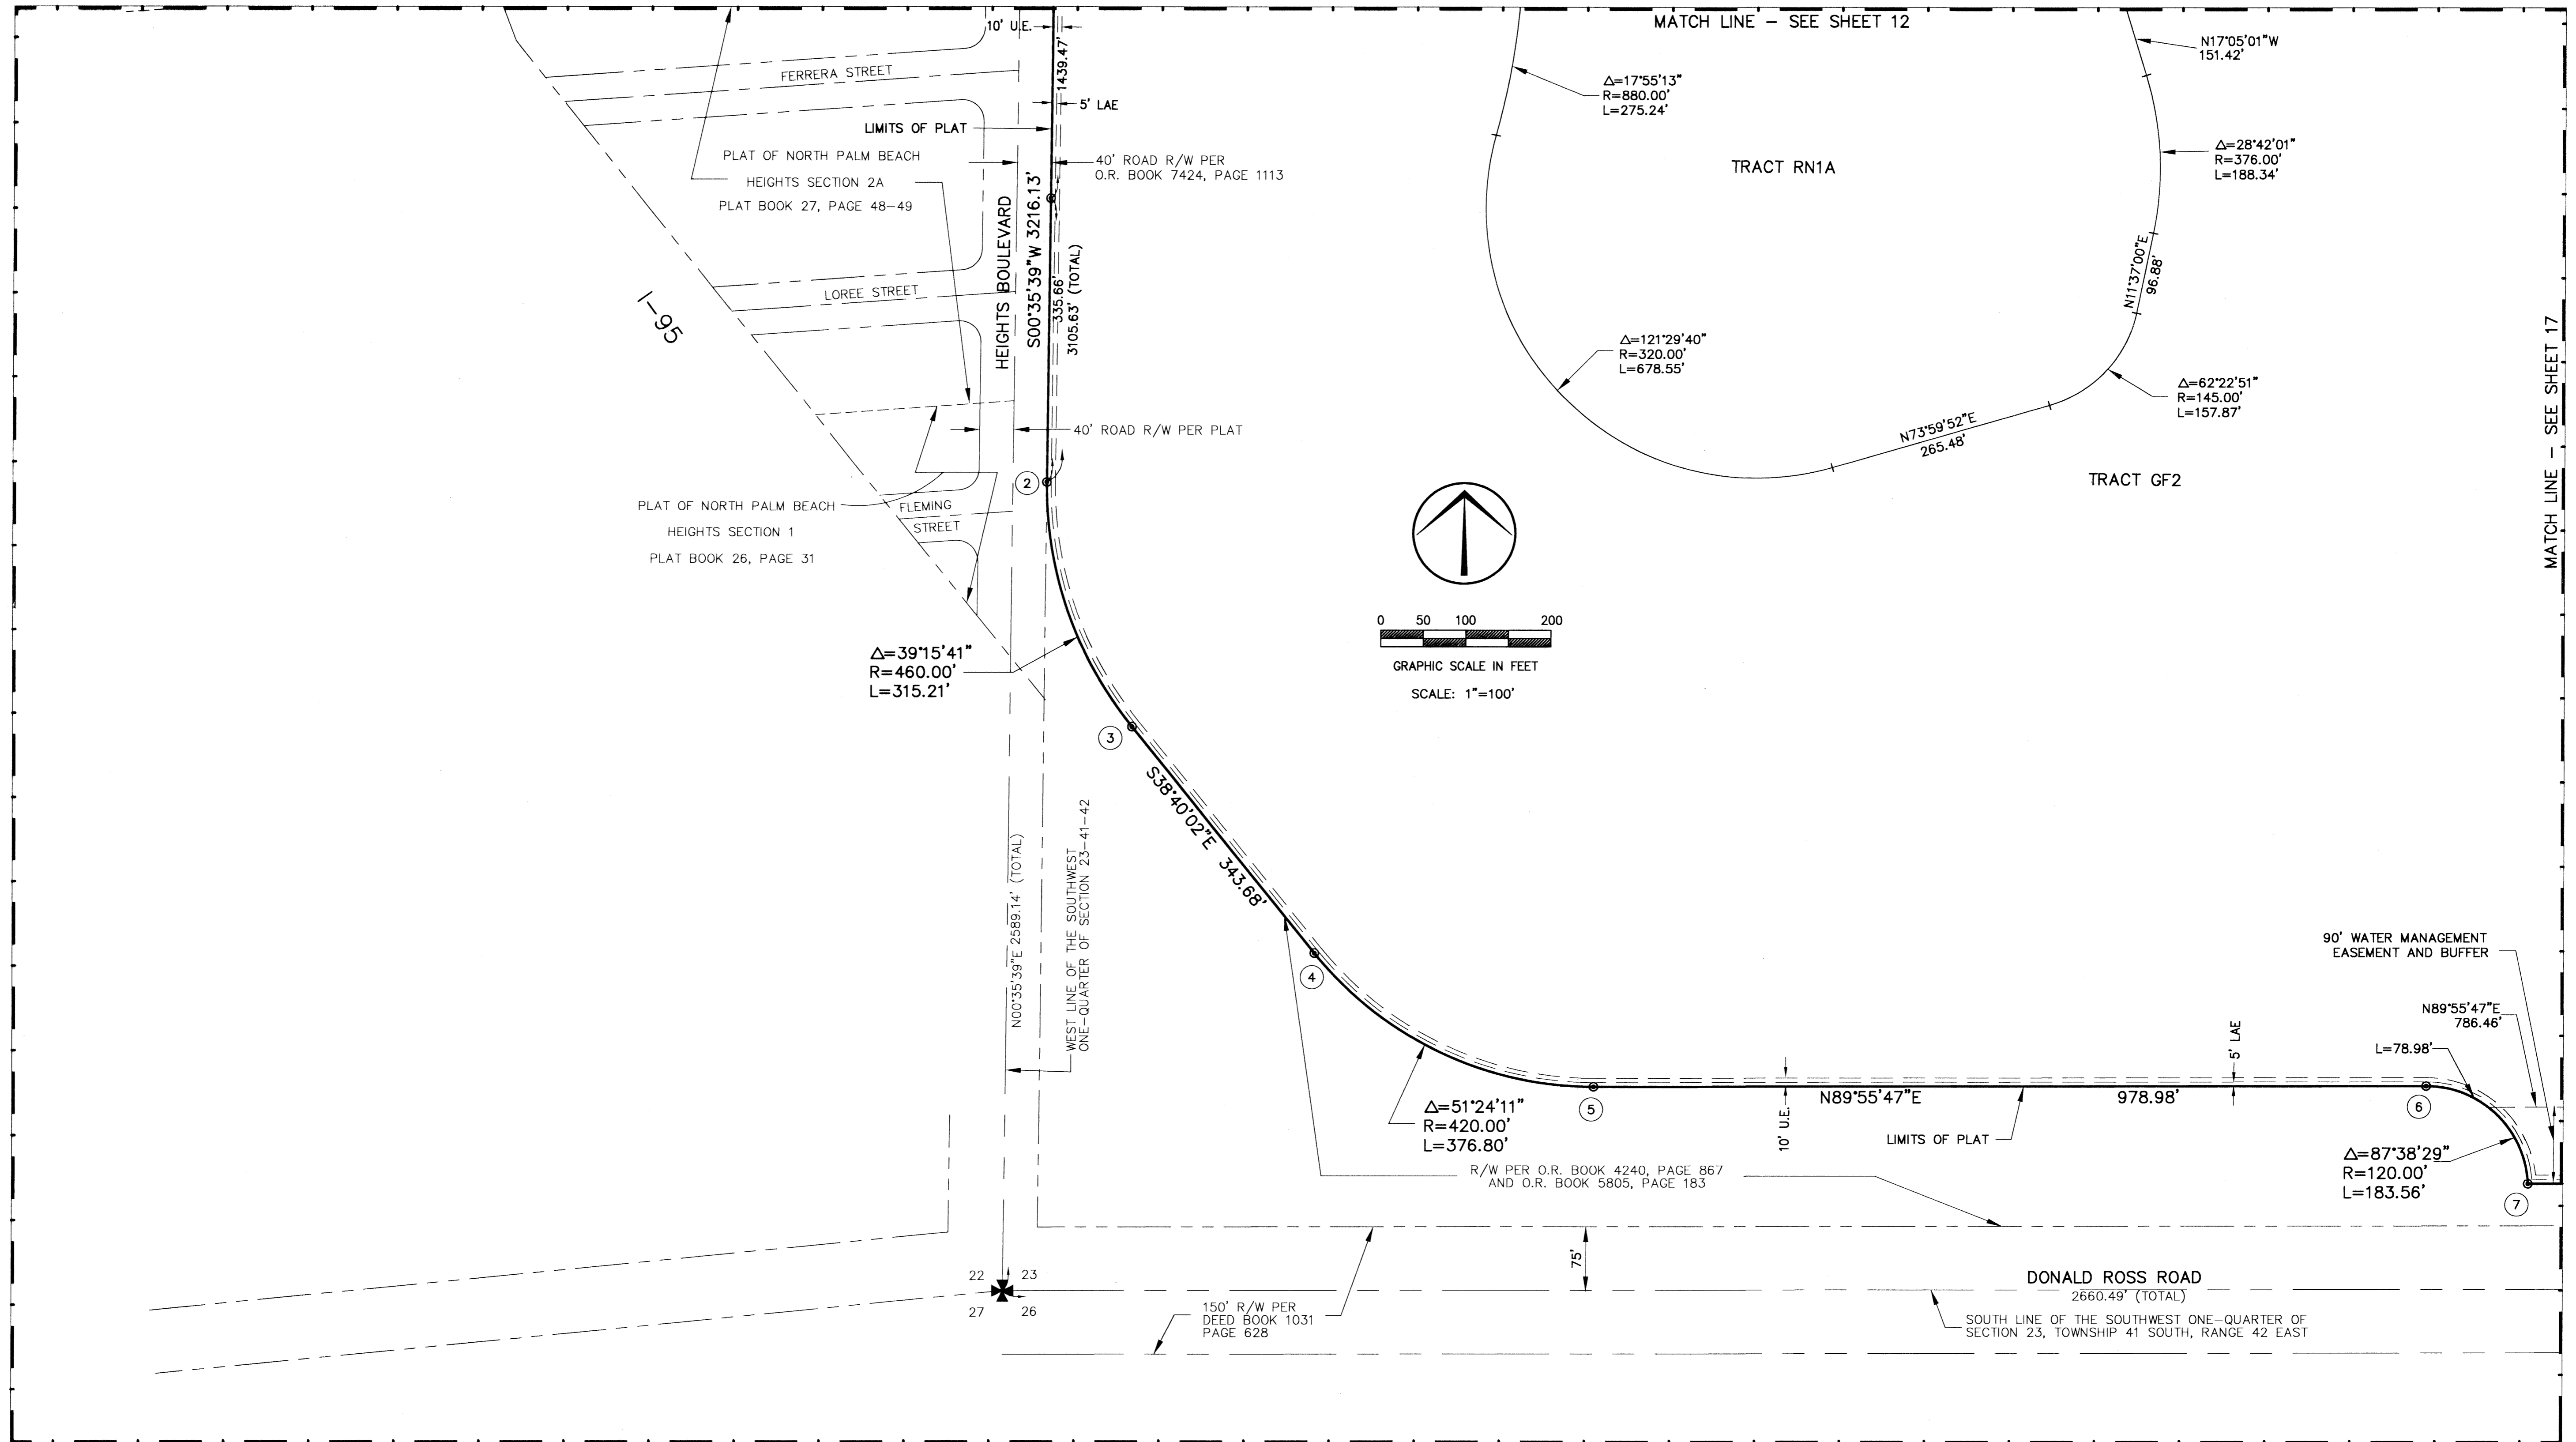 MATCH LINE – SEE SHEET 12
10' U.E.
1439.47'
N17°05'01"W
151.42'
FERRERA STREET
Δ=17°55'13"
R=880.00'
L=275.24'
5' LAE
LIMITS OF PLAT
PLAT OF NORTH PALM BEACH
HEIGHTS SECTION 2A
PLAT BOOK 27, PAGE 48–49
40' ROAD R/W PER
O.R. BOOK 7424, PAGE 1113
TRACT RN1A
Δ=28°42'01"
R=376.00'
L=188.34'
HEIGHTS BOULEVARD
S00°35'39"W 3216.13'
335.66'
3105.63' (TOTAL)
N11°37'00"E
96.88'
LOREE STREET
I–95
Δ=121°29'40"
R=320.00'
L=678.55'
Δ=62°22'51"
R=145.00'
L=157.87'
MATCH LINE – SEE SHEET 17
40' ROAD R/W PER PLAT
N73°59'52"E
265.48'
TRACT GF2
2
PLAT OF NORTH PALM BEACH
HEIGHTS SECTION 1
PLAT BOOK 26, PAGE 31
FLEMING
STREET
0 50 100 200
GRAPHIC SCALE IN FEET
SCALE: 1"=100'
Δ=39°15'41"
R=460.00'
L=315.21'
3
S38°40'02"E 343.68'
N00°35'39"E 2589.14' (TOTAL)
WEST LINE OF THE SOUTHWEST
ONE–QUARTER OF SECTION 23–41–42
4
90' WATER MANAGEMENT
EASEMENT AND BUFFER
N89°55'47"E
786.46'
L=78.98'
5' LAE
5
Δ=51°24'11"
R=420.00'
L=376.80'
10' U.E.
N89°55'47"E 978.98'
LIMITS OF PLAT
6
Δ=87°38'29"
R=120.00'
L=183.56'
7
R/W PER O.R. BOOK 4240, PAGE 867
AND O.R. BOOK 5805, PAGE 183
75'
22 23
27 26
DONALD ROSS ROAD
2660.49' (TOTAL)
150' R/W PER
DEED BOOK 1031
PAGE 628
SOUTH LINE OF THE SOUTHWEST ONE–QUARTER OF
SECTION 23, TOWNSHIP 41 SOUTH, RANGE 42 EAST